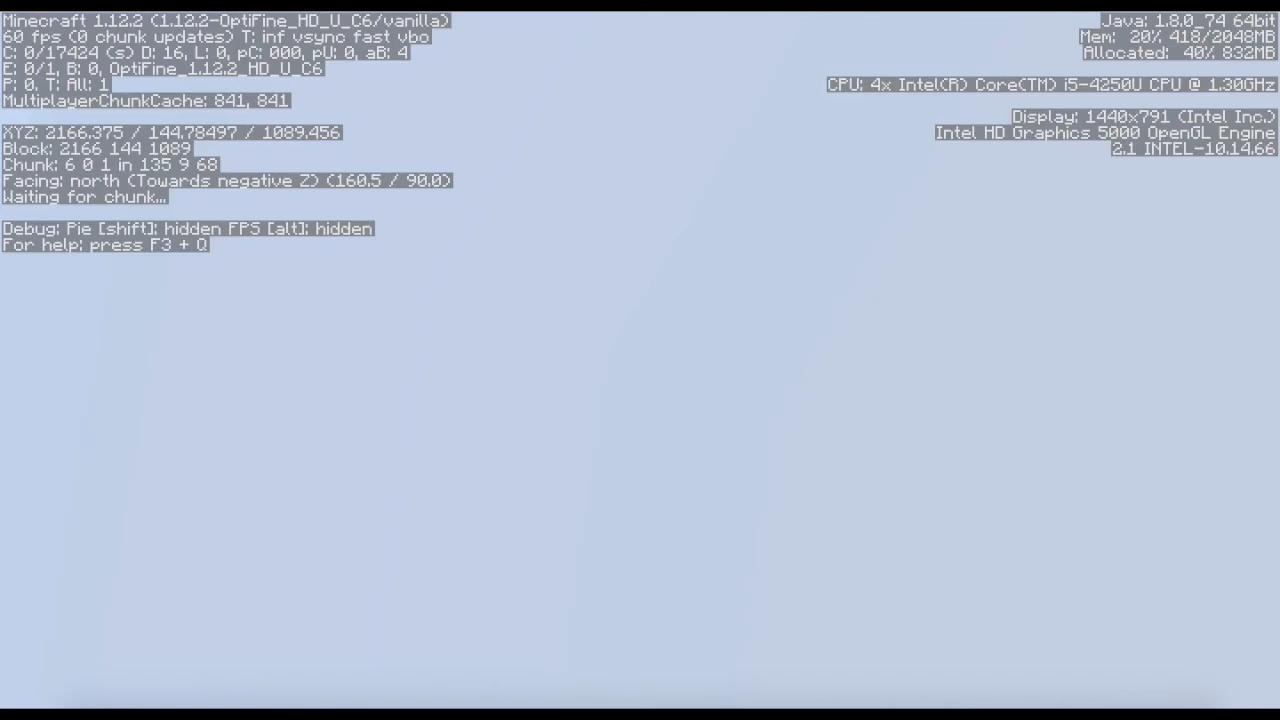 Minecraft 1.12.2 (1.12.2-OptiFine_HD_U_C6/vanilla)
60 fps (0 chunk updates) T: inf vsync fast vbo
C: 0/17424 (s) D: 16, L: 0, pC: 000, pU: 0, aB: 4
E: 0/1, B: 0, OptiFine_1.12.2_HD_U_C6
P: 0. T: All: 1
MultiplayerChunkCache: 841, 841
XYZ: 2166.375 / 144.78497 / 1089.456
Block: 2166 144 1089
Chunk: 6 0 1 in 135 9 68
Facing: north (Towards negative Z) (160.5 / 90.0)
Waiting for chunk...
Debug: Pie [shift]: hidden FPS [alt]: hidden
For help: press F3 + Q
Java: 1.8.0_74 64bit
Mem: 20% 418/2048MB
Allocated: 40% 832MB
CPU: 4x Intel(R) Core(TM) i5-4250U CPU @ 1.30GHz
Display: 1440x791 (Intel Inc.)
Intel HD Graphics 5000 OpenGL Engine
2.1 INTEL-10.14.66